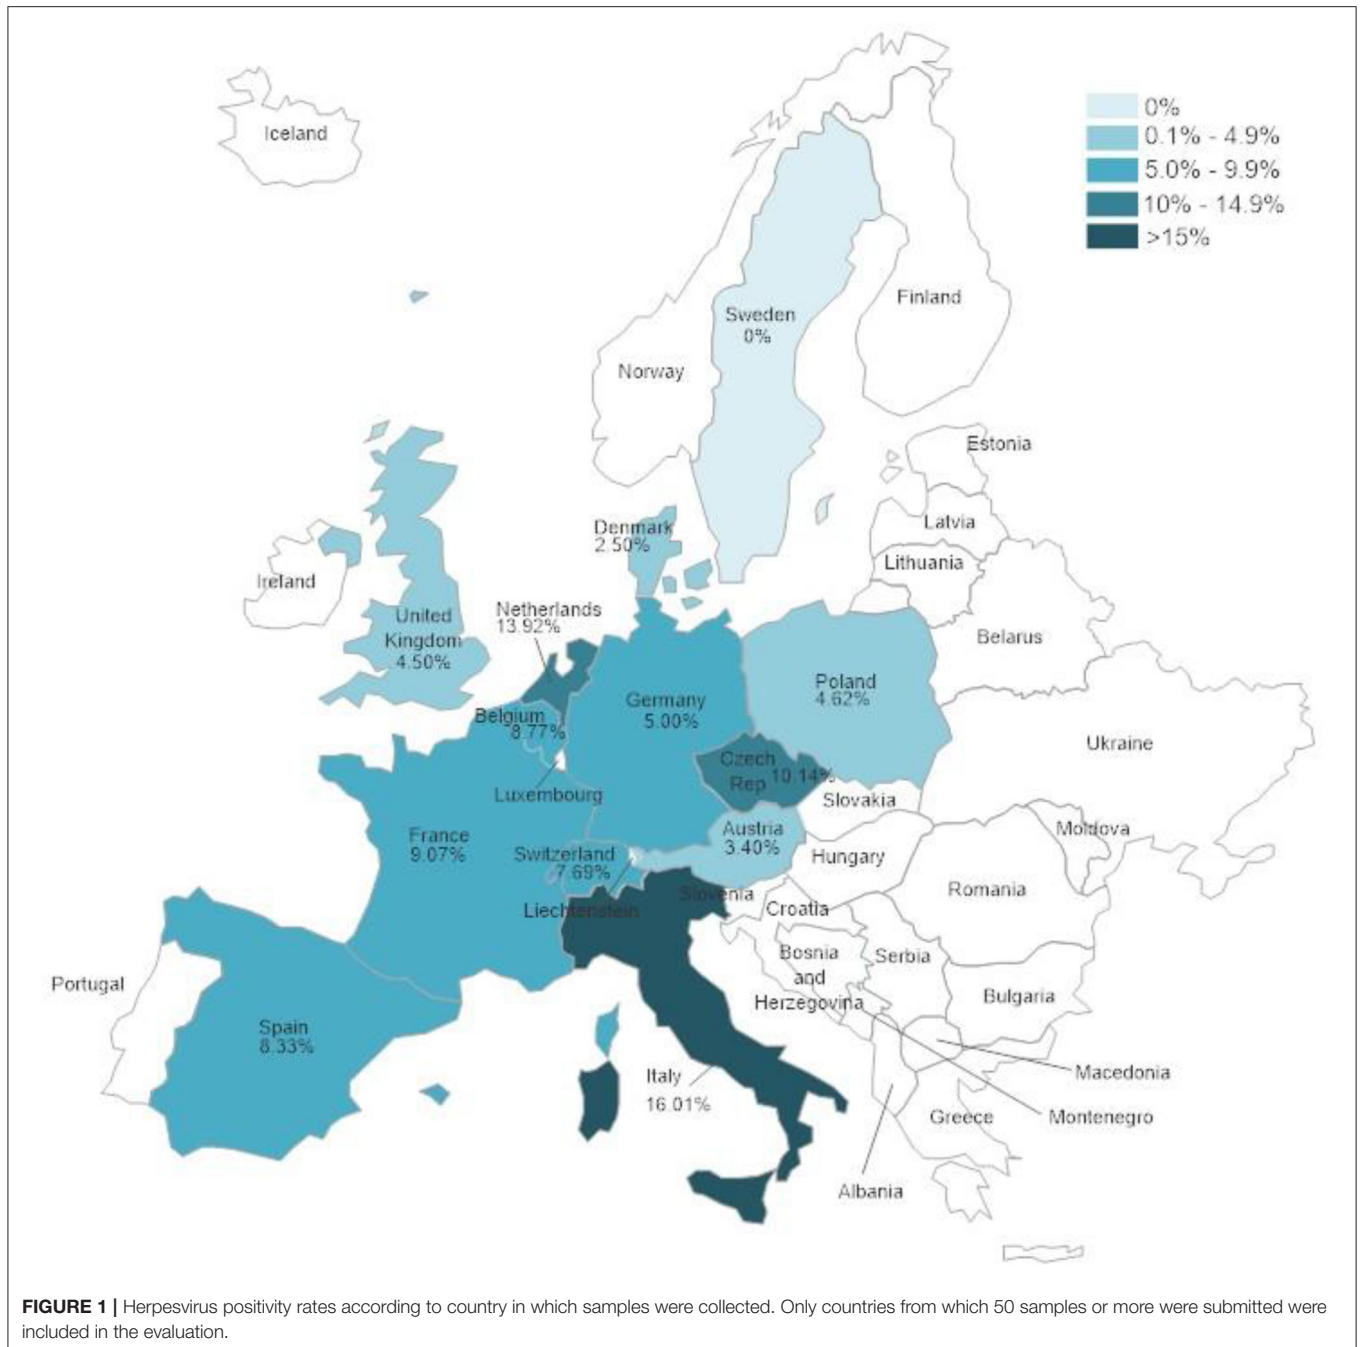 Iceland
0%
0.1% - 4.9%
5.0% - 9.9%
10% - 14.9%
>15%
Finland
Sweden
0%
Norway
Estonia
Latvia
Lithuania
Denmark
2.50%
Ireland
Netherlands
13.92%
United
Kingdom
4.50%
Belarus
Poland
4.62%
Germany
5.00%
Belgium
8.77%
Ukraine
Czech
Rep 10.14%
Luxembourg
Slovakia
France
9.07%
Austria
3.40%
Moldova
Switzerland
7.69%
Hungary
Romania
Slovenia
Liechtenstein
Croatia
Bosnia
and
Herzegovina
Serbia
Portugal
Bulgaria
Spain
8.33%
Italy
16.01%
Macedonia
Montenegro
Greece
Albania
FIGURE 1 | Herpesvirus positivity rates according to country in which samples were collected. Only countries from which 50 samples or more were submitted were
included in the evaluation.